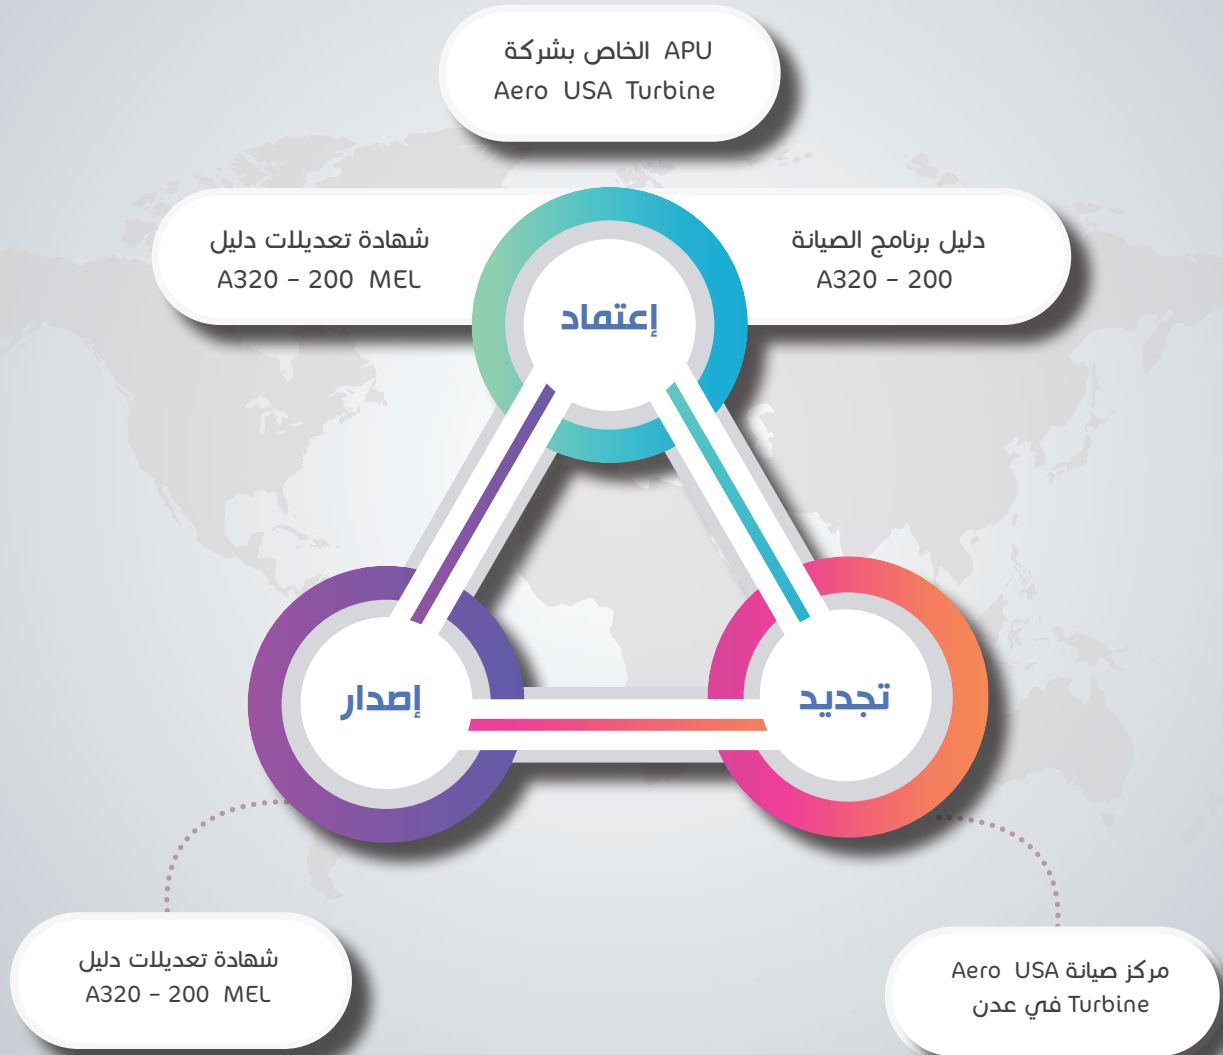 APU الخاص بشركة
Aero USA Turbine
دليل برنامج الصيانة
A320 – 200
شهادة تعديلات دليل
A320 – 200 MEL
إعتماد
تجديد
إصدار
مركز صيانة Aero USA
Turbine في عدن
شهادة تعديلات دليل
A320 – 200 MEL